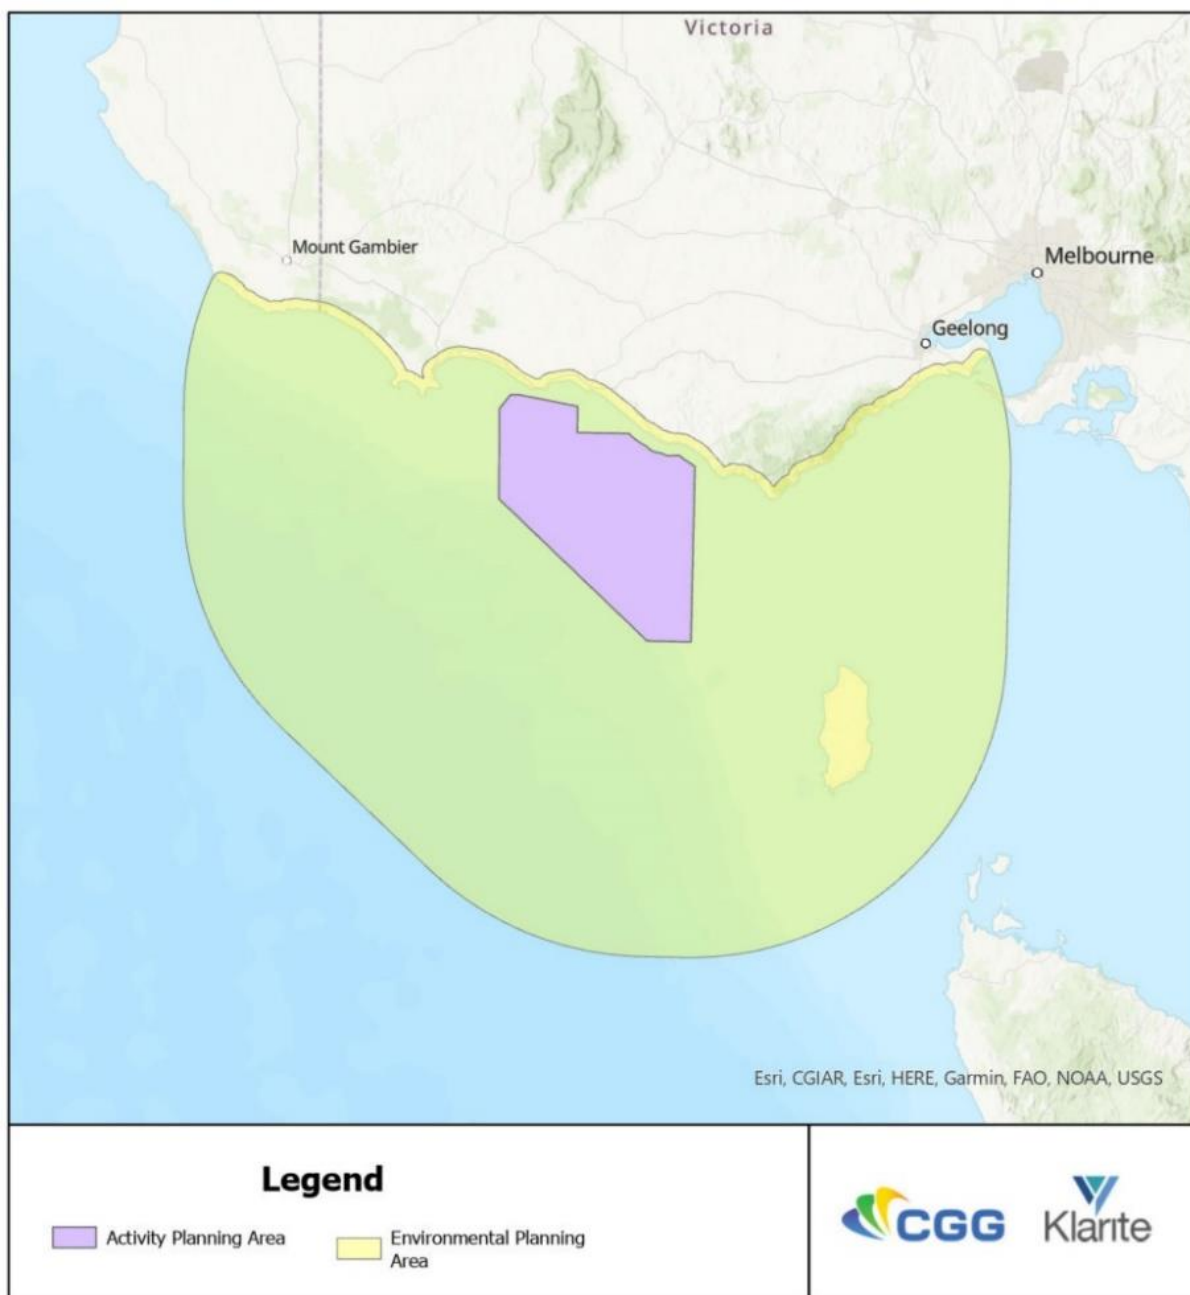 Victoria
Mount Gambier
Melbourne
Geelong
Esri, CGIAR, Esri, HERE, Garmin, FAO, NOAA, USGS
Legend
Activity Planning Area
Environmental Planning
Area
CGG
Klarite